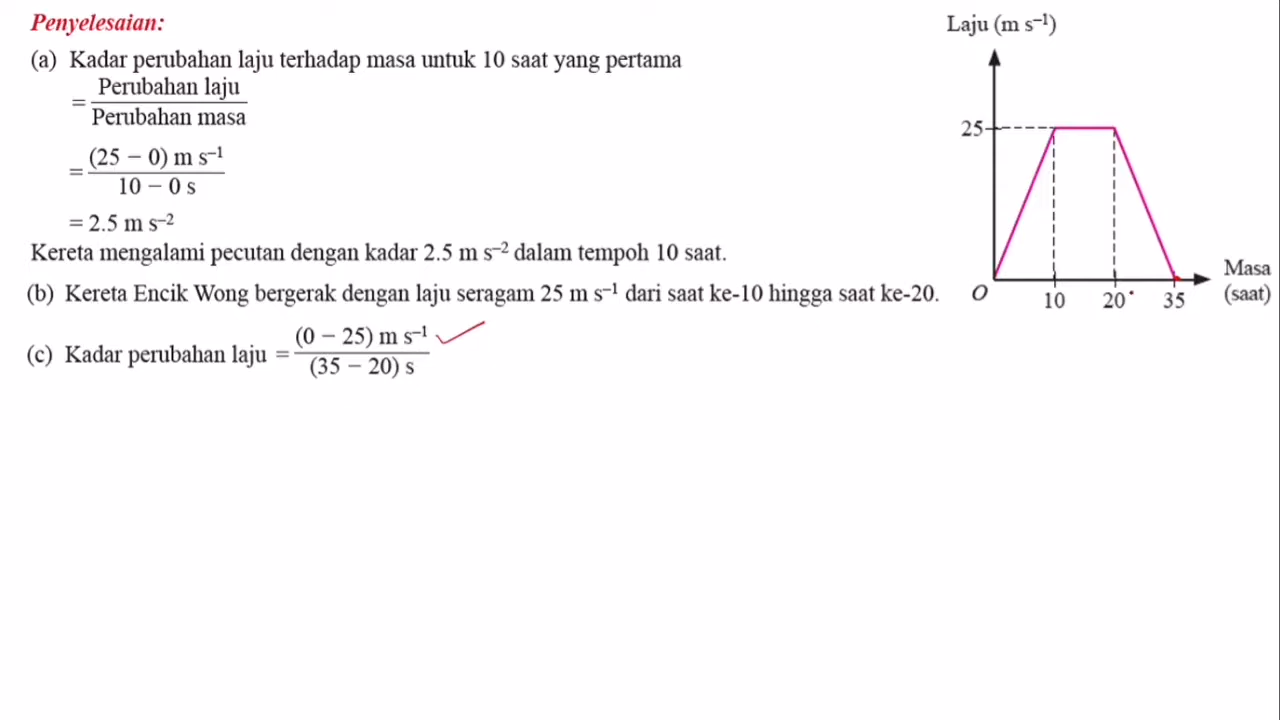 Penyelesaian:
(a) Kadar perubahan laju terhadap masa untuk 10 saat yang pertama
= Perubahan laju
Perubahan masa
= (25 − 0) m s⁻¹
10 − 0 s
= 2.5 m s⁻²
Kereta mengalami pecutan dengan kadar 2.5 m s⁻² dalam tempoh 10 saat.
(b) Kereta Encik Wong bergerak dengan laju seragam 25 m s⁻¹ dari saat ke-10 hingga saat ke-20.
(c) Kadar perubahan laju = (0 − 25) m s⁻¹
(35 − 20) s
Laju (m s⁻¹)
25
O
10 20 35
Masa
(saat)